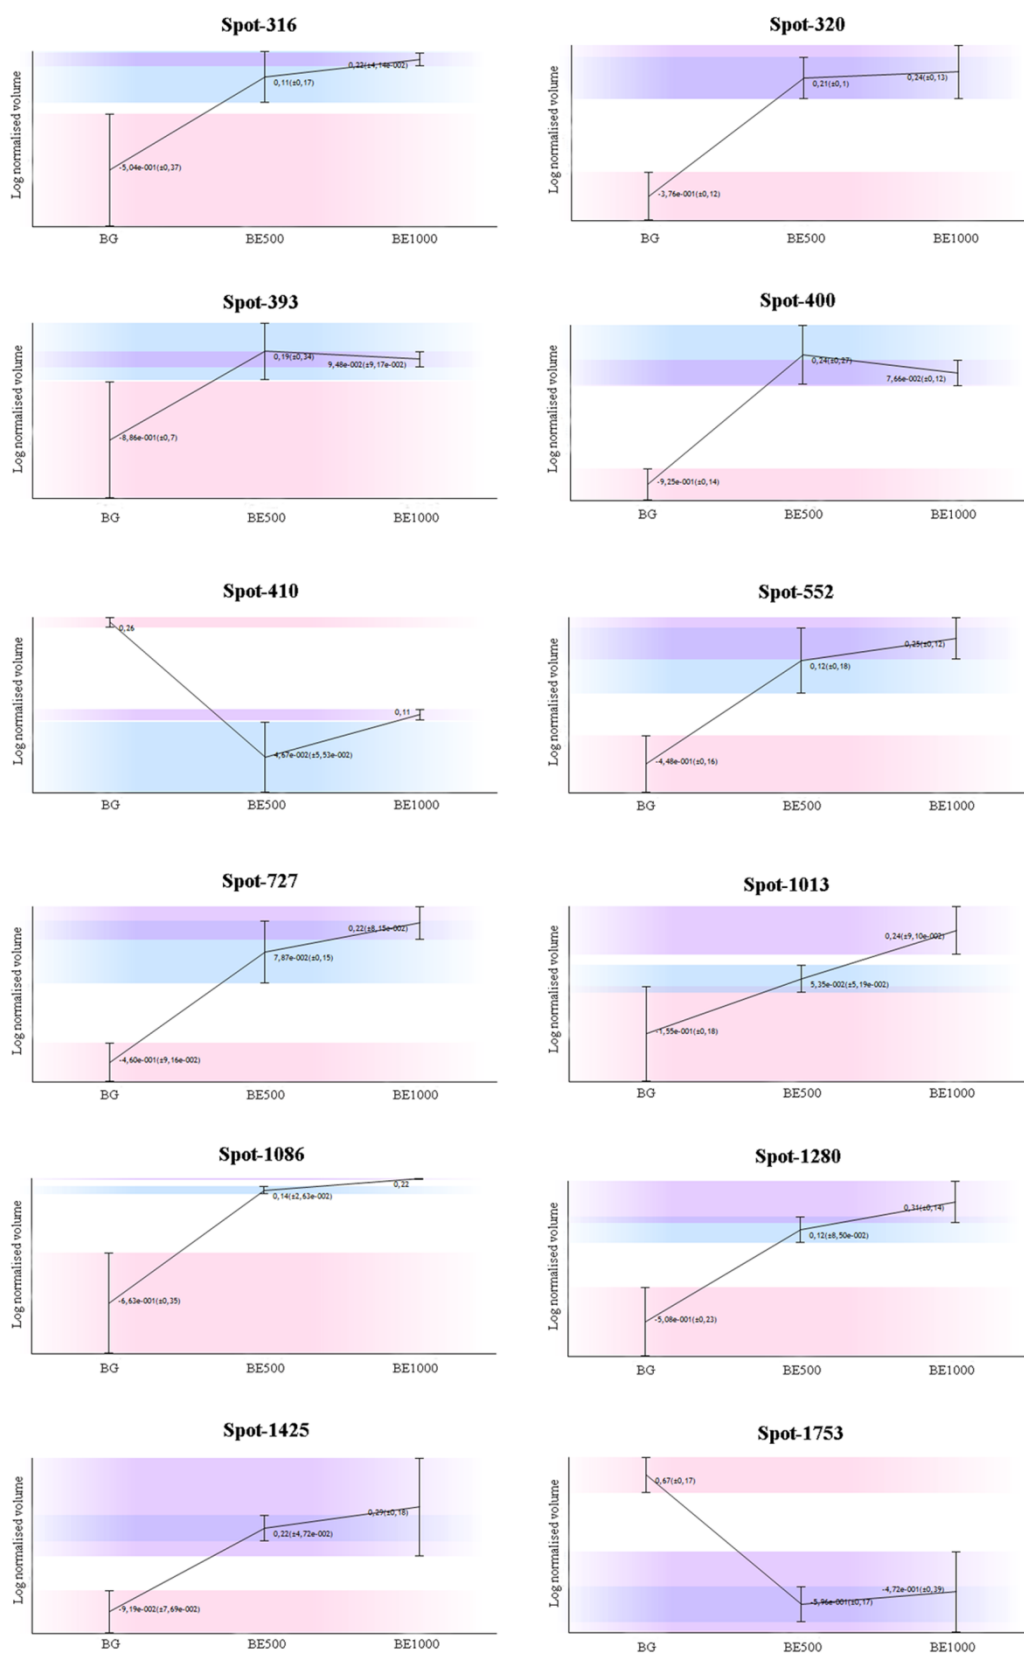 Spot-316
Log normalised volume
-5,04e-001(±0,37)
0,11(±0,17)
0,22(±4,14e-002)
BG BE500 BE1000
Spot-320
Log normalised volume
-3,76e-001(±0,12)
0,21(±0,1)
0,24(±0,13)
BG BE500 BE1000
Spot-393
Log normalised volume
-8,86e-001(±0,7)
0,19(±0,34)
9,48e-002(±9,17e-002)
BG BE500 BE1000
Spot-400
Log normalised volume
-9,25e-001(±0,14)
0,24(±0,27)
7,66e-002(±0,12)
BG BE500 BE1000
Spot-410
Log normalised volume
0,26
4,67e-002(±5,53e-002)
0,11
BG BE500 BE1000
Spot-552
Log normalised volume
-4,48e-001(±0,16)
0,12(±0,18)
0,25(±0,12)
BG BE500 BE1000
Spot-727
Log normalised volume
-4,60e-001(±9,16e-002)
7,87e-002(±0,15)
0,22(±8,15e-002)
BG BE500 BE1000
Spot-1013
Log normalised volume
-1,55e-001(±0,18)
5,35e-002(±5,19e-002)
0,24(±9,10e-002)
BG BE500 BE1000
Spot-1086
Log normalised volume
-6,63e-001(±0,35)
0,14(±2,63e-002)
0,22
BG BE500 BE1000
Spot-1280
Log normalised volume
-5,08e-001(±0,23)
0,12(±8,50e-002)
0,31(±0,14)
BG BE500 BE1000
Spot-1425
Log normalised volume
-9,19e-002(±7,69e-002)
0,22(±4,72e-002)
0,29(±0,18)
BG BE500 BE1000
Spot-1753
Log normalised volume
0,67(±0,17)
-5,96e-001(±0,17)
-4,72e-001(±0,39)
BG BE500 BE1000